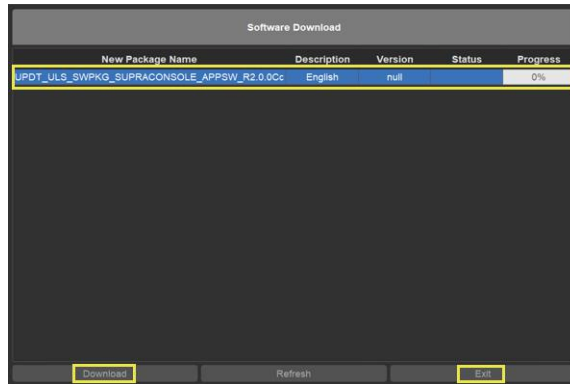 Software Download
New Package Name Description Version Status Progress
UPDT_ULS_SWPKG_SUPRACONSOLE_APPSW_R2.0.0Cc English null 0%
Download Refresh Exit